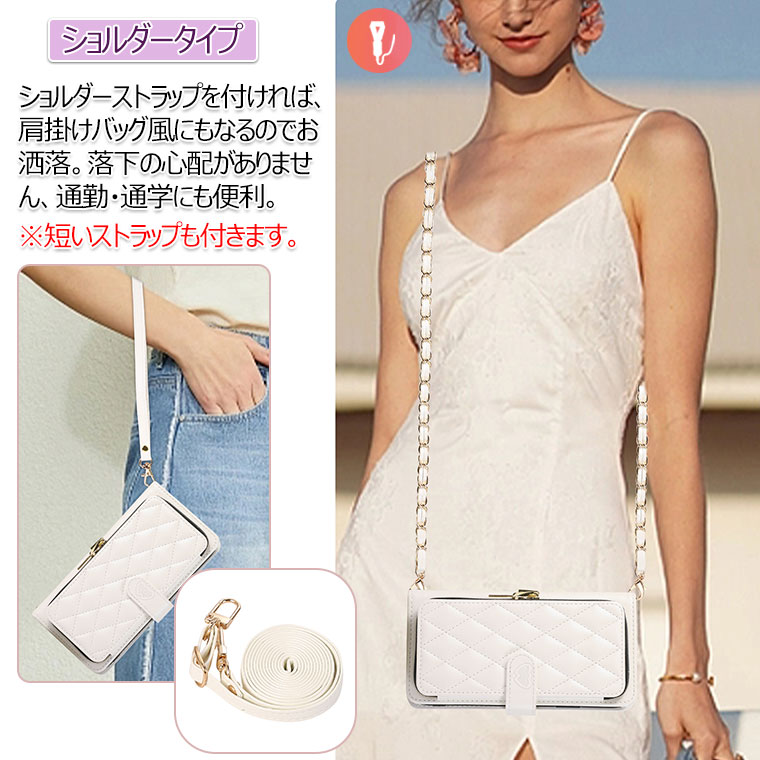 ショルダータイプ
ショルダーストラップを付ければ、
肩掛けバッグ風にもなるのでお
洒落。落下の心配がありませ
ん、通勤・通学にも便利。
※短いストラップも付きます。